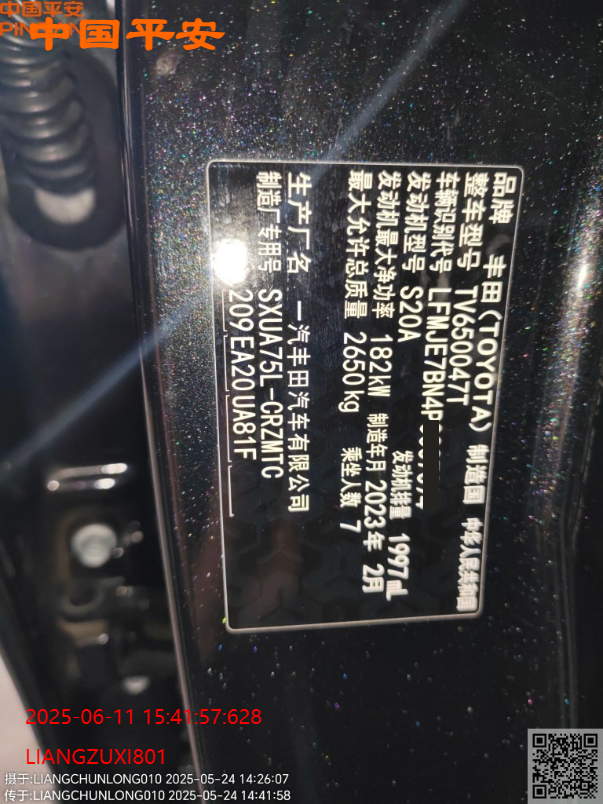 中国平安
PING
中国平安
品牌 丰田(TOYOTA) 制造国 中华人民共和国
整车型号 TV650047T
车辆识别代号 LFMJE7BN4P
发动机型号 S20A 发动机排量 1997mL
发动机最大净功率 182kW 制造年月 2023年 2月
最大允许总质量 2650kg 乘坐人数 7
生产厂名 一汽丰田汽车有限公司
制造厂专用号 SXUA75L-CRZMTC
209 EA20 UA81F
2025-06-11 15:41:57:628
LIANGZUXI801
摄于:LIANGCHUNLONG010 2025-05-24 14:26:07
传于:LIANGCHUNLONG010 2025-05-24 14:41:58